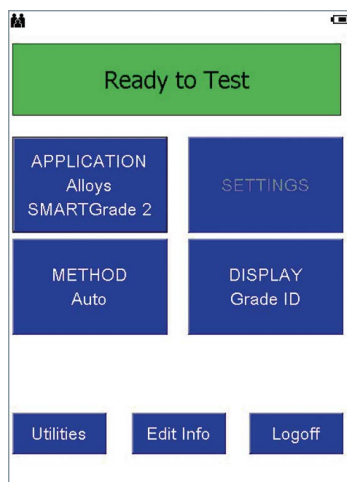 Ready to Test
APPLICATION
Alloys
SMARTGrade 2
SETTINGS
METHOD
Auto
DISPLAY
Grade ID
Utilities
Edit Info
Logoff